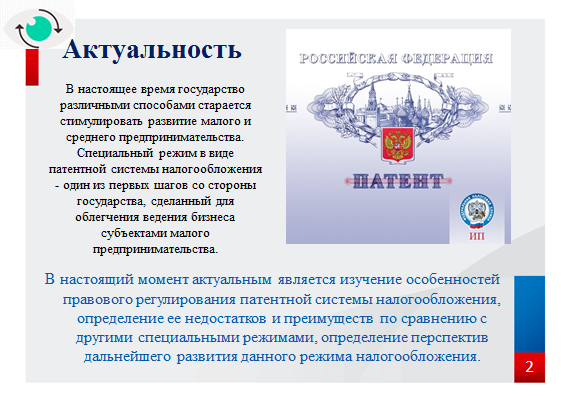 Актуальность
В настоящее время государство
различными способами старается
стимулировать развитие малого и
среднего предпринимательства.
Специальный режим в виде
патентной системы налогообложения
- один из первых шагов со стороны
государства, сделанный для
облегчения ведения бизнеса
субъектами малого
предпринимательства.
РОССИЙСКАЯ ФЕДЕРАЦИЯ
ПАТЕНТ
ИП
В настоящий момент актуальным является изучение особенностей
правового регулирования патентной системы налогообложения,
определение ее недостатков и преимуществ по сравнению с
другими специальными режимами, определение перспектив
дальнейшего развития данного режима налогообложения.
2